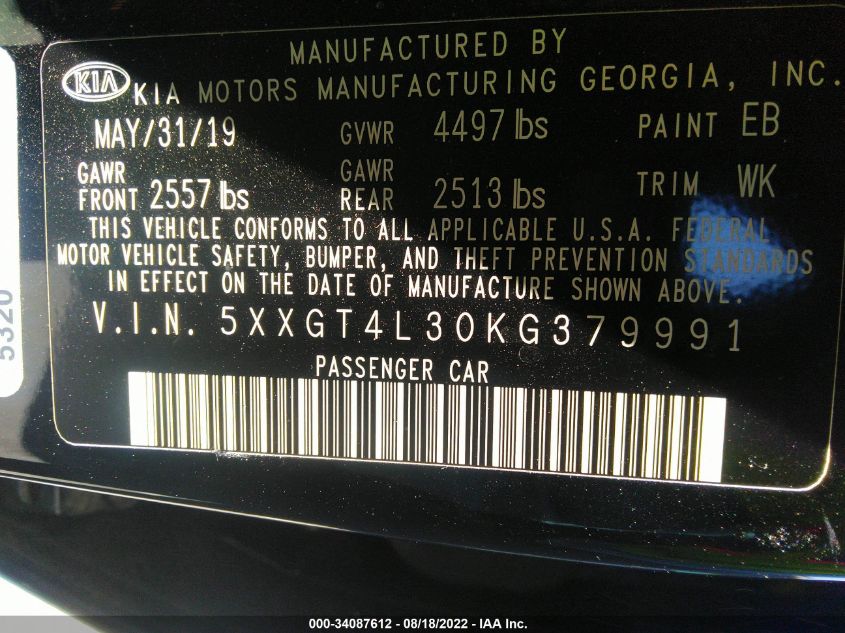 MANUFACTURED BY
KIA KIA MOTORS MANUFACTURING GEORGIA, INC.
MAY/31/19 GVWR 4497 lbs PAINT EB
GAWR FRONT 2557 lbs GAWR REAR 2513 lbs TRIM WK
THIS VEHICLE CONFORMS TO ALL APPLICABLE U.S.A. FEDERAL
MOTOR VEHICLE SAFETY, BUMPER, AND THEFT PREVENTION STANDARDS
IN EFFECT ON THE DATE OF MANUFACTURE SHOWN ABOVE.
V.I.N. 5XXGT4L30KG379991
PASSENGER CAR
5320
000-34087612 - 08/18/2022 - IAA Inc.